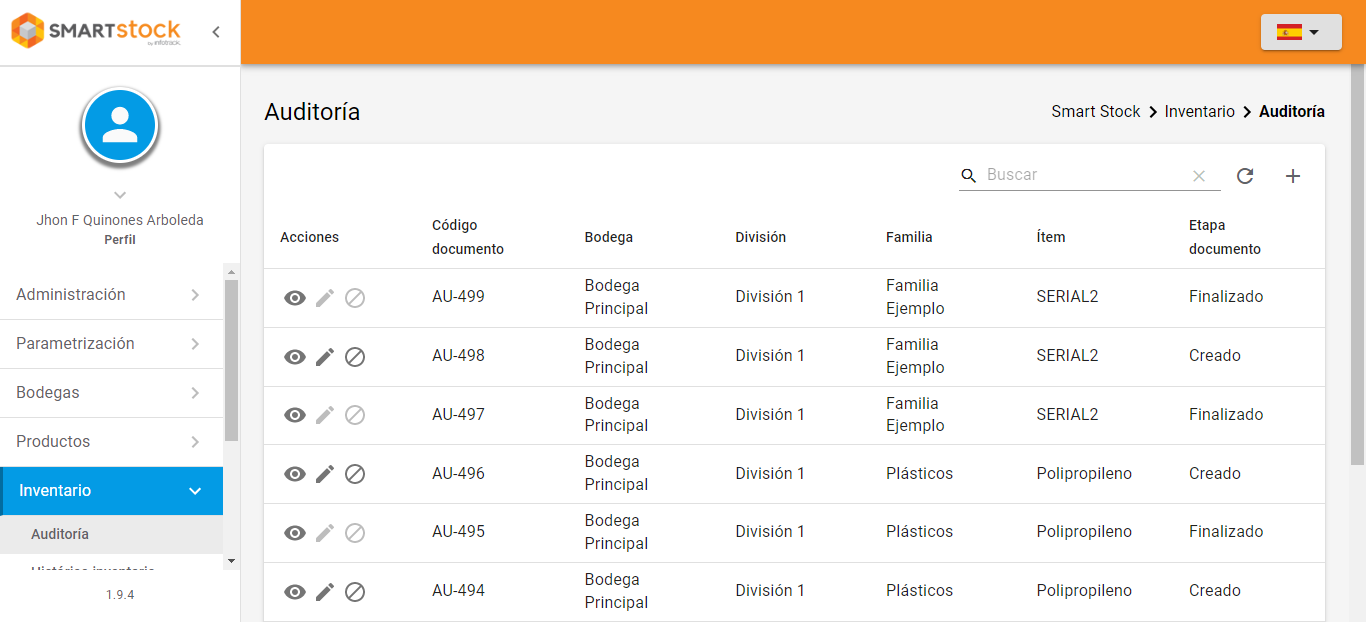 SMARTstock
by infotrack.
Jhon F Quinones Arboleda
Perfil
Administración
Parametrización
Bodegas
Productos
Inventario
Auditoría
Histórico inventario
1.9.4
Auditoría
Smart Stock > Inventario > Auditoría
Buscar
Acciones
Código
documento
Bodega
División
Familia
Ítem
Etapa
documento
AU-499
Bodega
Principal
División 1
Familia
Ejemplo
SERIAL2
Finalizado
AU-498
Bodega
Principal
División 1
Familia
Ejemplo
SERIAL2
Creado
AU-497
Bodega
Principal
División 1
Familia
Ejemplo
SERIAL2
Finalizado
AU-496
Bodega
Principal
División 1
Plásticos
Polipropileno
Creado
AU-495
Bodega
Principal
División 1
Plásticos
Polipropileno
Finalizado
AU-494
Bodega
Principal
División 1
Plásticos
Polipropileno
Creado